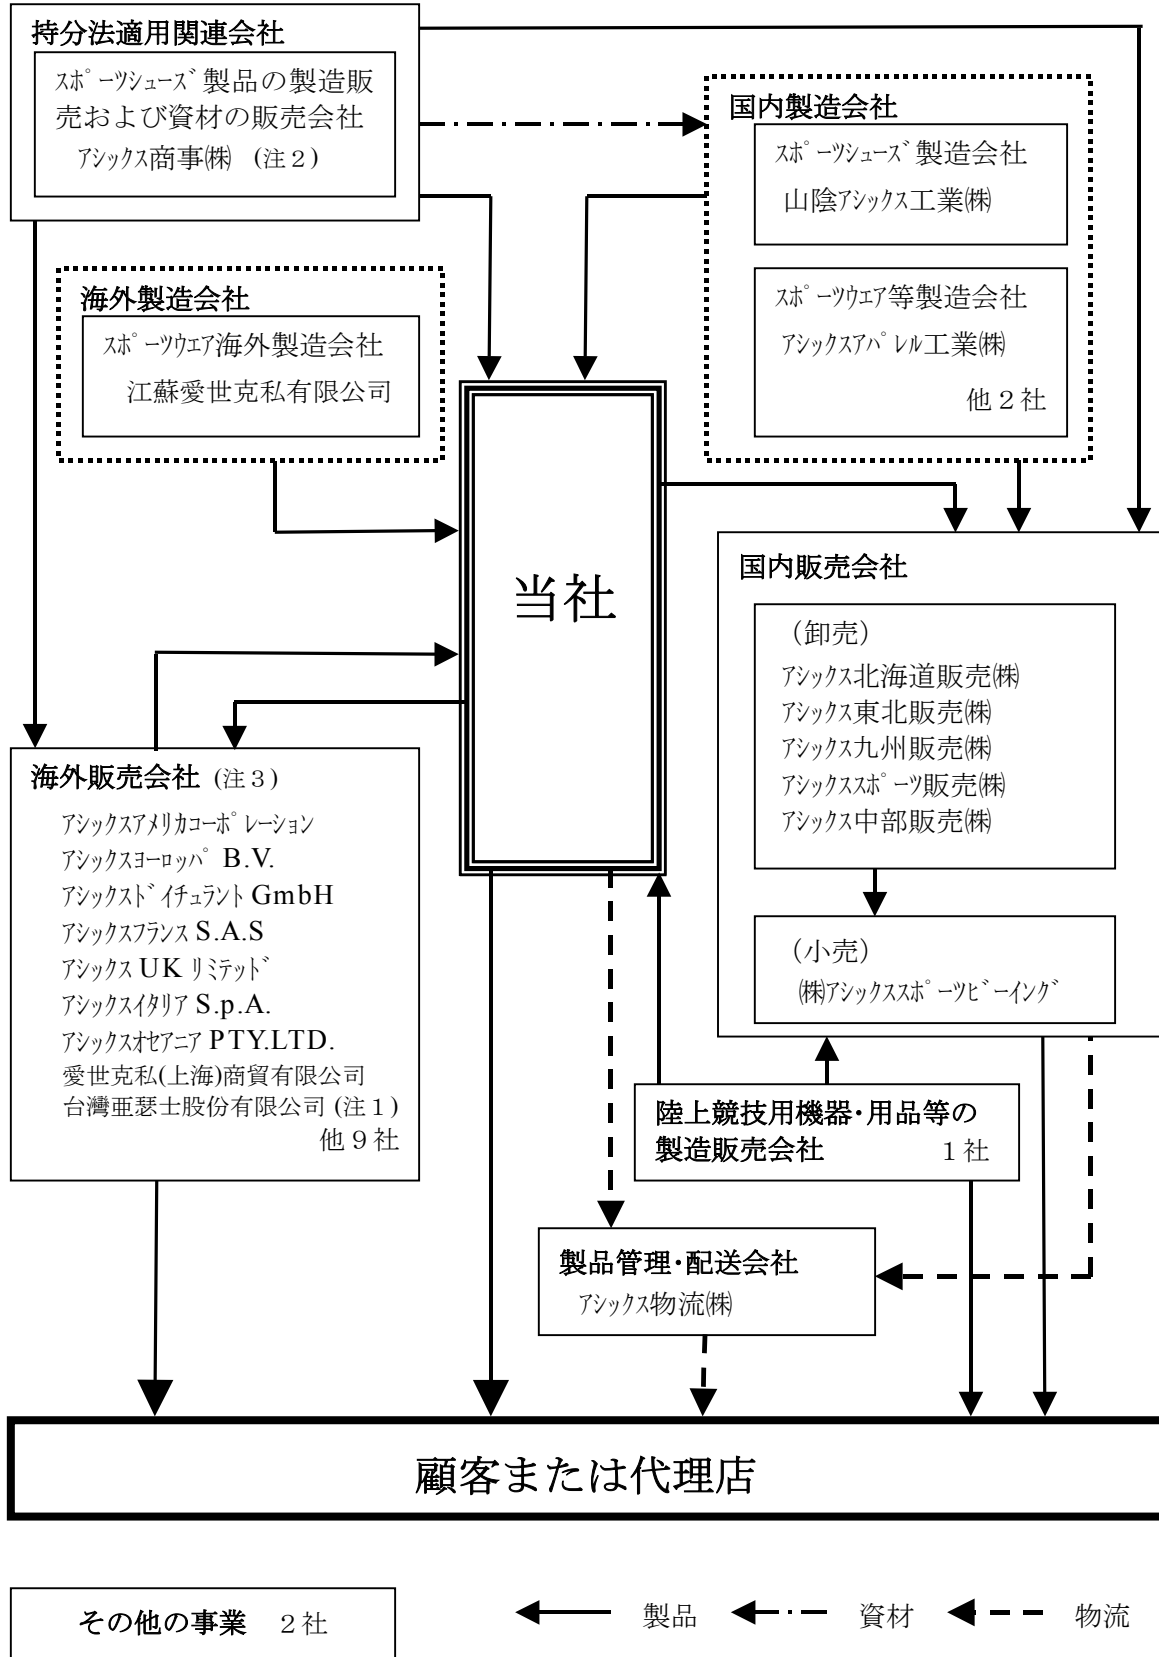 持分法適用関連会社
スポーツシューズ製品の製造販
売および資材の販売会社
アシックス商事㈱ (注２)
国内製造会社
スポーツシューズ製造会社
山陰アシックス工業㈱
スポーツウエア等製造会社
アシックスアパレル工業㈱
他２社
海外製造会社
スポーツウエア海外製造会社
江蘇愛世克私有限公司
当社
国内販売会社
（卸売）
アシックス北海道販売㈱
アシックス東北販売㈱
アシックス九州販売㈱
アシックススポーツ販売㈱
アシックス中部販売㈱
（小売）
㈱アシックススポーツビーイング
海外販売会社 (注３)
アシックスアメリカコーポレーション
アシックスヨーロッパ B.V.
アシックスドイチュラント GmbH
アシックスフランス S.A.S
アシックス UK リミテッド
アシックスイタリア S.p.A.
アシックスオセアニア PTY.LTD.
愛世克私(上海)商貿有限公司
台灣亜瑟士股份有限公司 (注１)
他９社
陸上競技用機器・用品等の
製造販売会社 １社
製品管理・配送会社
アシックス物流㈱
顧客または代理店
その他の事業 ２社
製品 資材 物流